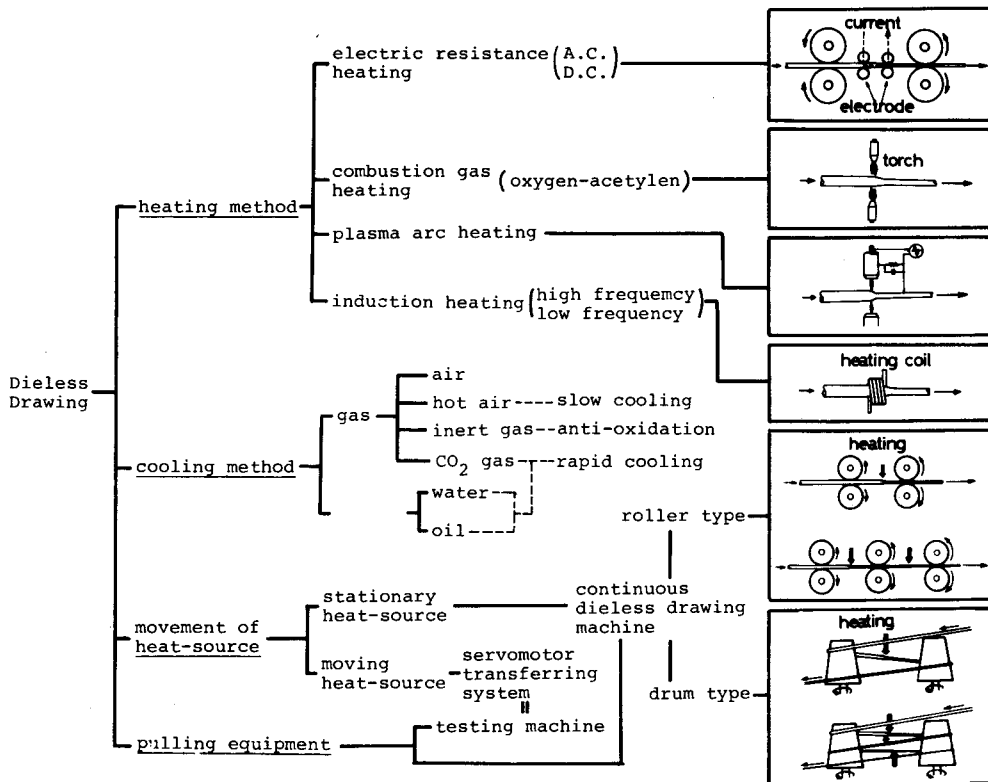 Dieless
Drawing
heating method
electric resistance
heating
(A.C.
D.C.)
combustion gas
heating
(oxygen-acetylen)
plasma arc heating
induction heating
(high frequemcy
low frequency)
cooling method
gas
air
hot air----slow cooling
inert gas--anti-oxidation
CO2 gas---rapid cooling
water
oil
movement of
heat-source
stationary
heat-source
moving
heat-source
servomotor
transferring
system
pulling equipment
testing machine
continuous
dieless drawing
machine
roller type
drum type
current
electrode
torch
heating coil
heating
heating